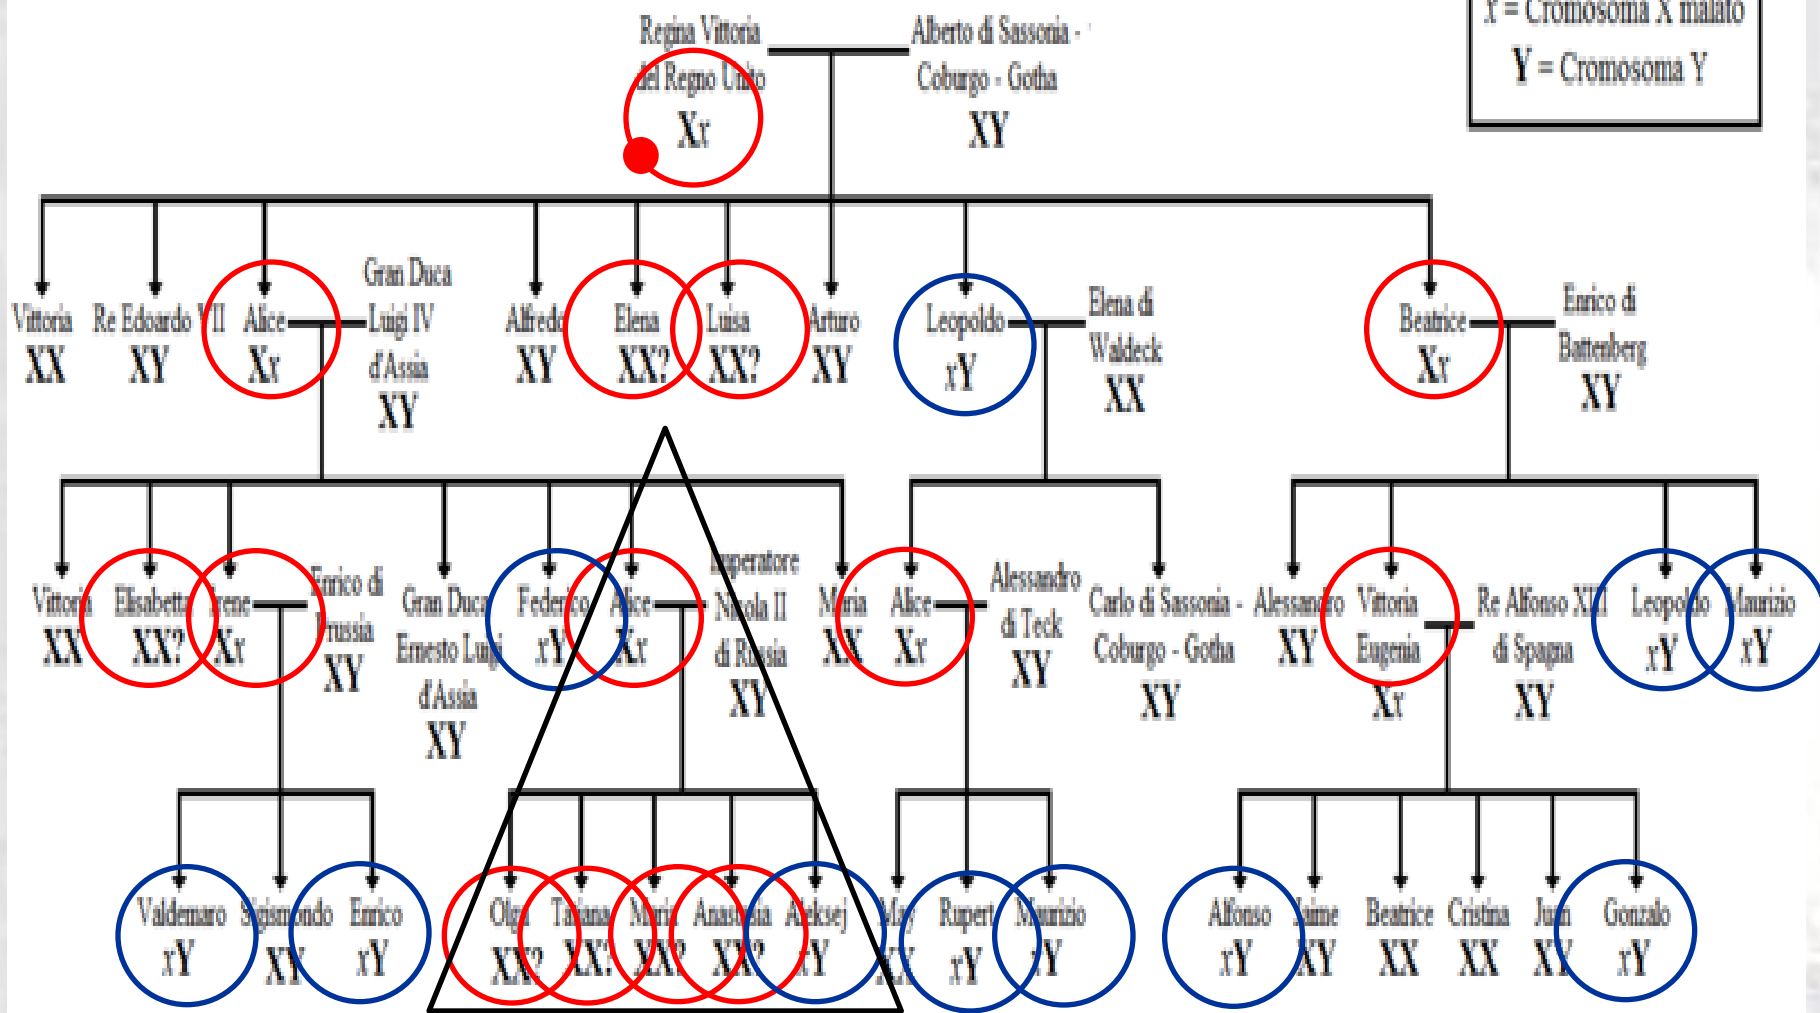 Regina Vittoria
del Regno Unito
Xr
Alberto di Sassonia -
Coburgo - Gotha
XY
r = Cromosoma X malato
Y = Cromosoma Y
Vittoria
XX
Re Edoardo VII
XY
Alice
Xr
Gran Duca
Luigi IV
d'Assia
XY
Alfredo
XY
Elena
XX?
Luisa
XX?
Arturo
XY
Leopoldo
rY
Elena di
Waldeck
XX
Beatrice
Xr
Enrico di
Battenberg
XY
Vittoria
XX
Elisabetta
XX?
Irene
Xr
Enrico di
Prussia
XY
Gran Duca
Ernesto Luigi
d'Assia
XY
Federico
rY
Alice
Xr
Imperatore
Nicola II
di Russia
XY
Maria
XX
Alice
Xr
Alessandro
di Teck
XY
Carlo di Sassonia -
Coburgo - Gotha
XY
Alessandro
XY
Vittoria
Eugenia
Xr
Re Alfonso XIII
di Spagna
XY
Leopoldo
rY
Maurizio
rY
Valdemaro
rY
Sigismondo
XY
Enrico
rY
Olga
XX?
Tatiana
XX?
Maria
XX?
Anastasia
XX?
Aleksej
rY
May
XX
Rupert
rY
Maurizio
rY
Alfonso
rY
Jaime
XY
Beatrice
XX
Cristina
XX
Juan
XY
Gonzalo
rY